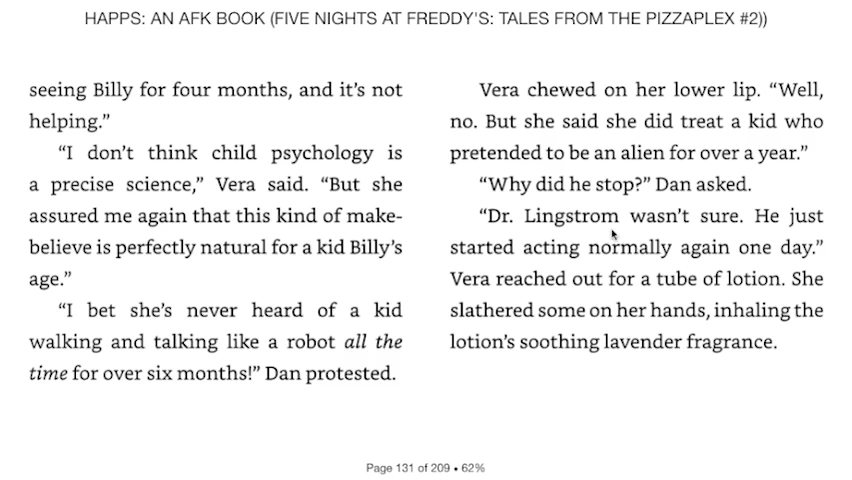 HAPPS: AN AFK BOOK (FIVE NIGHTS AT FREDDY'S: TALES FROM THE PIZZAPLEX #2))
seeing Billy for four months, and it’s not
helping.”
“I don’t think child psychology is
a precise science,” Vera said. “But she
assured me again that this kind of make-
believe is perfectly natural for a kid Billy’s
age.”
“I bet she’s never heard of a kid
walking and talking like a robot all the
time for over six months!” Dan protested.
Vera chewed on her lower lip. “Well,
no. But she said she did treat a kid who
pretended to be an alien for over a year.”
“Why did he stop?” Dan asked.
“Dr. Lingstrom wasn’t sure. He just
started acting normally again one day.”
Vera reached out for a tube of lotion. She
slathered some on her hands, inhaling the
lotion’s soothing lavender fragrance.
Page 131 of 209 • 62%